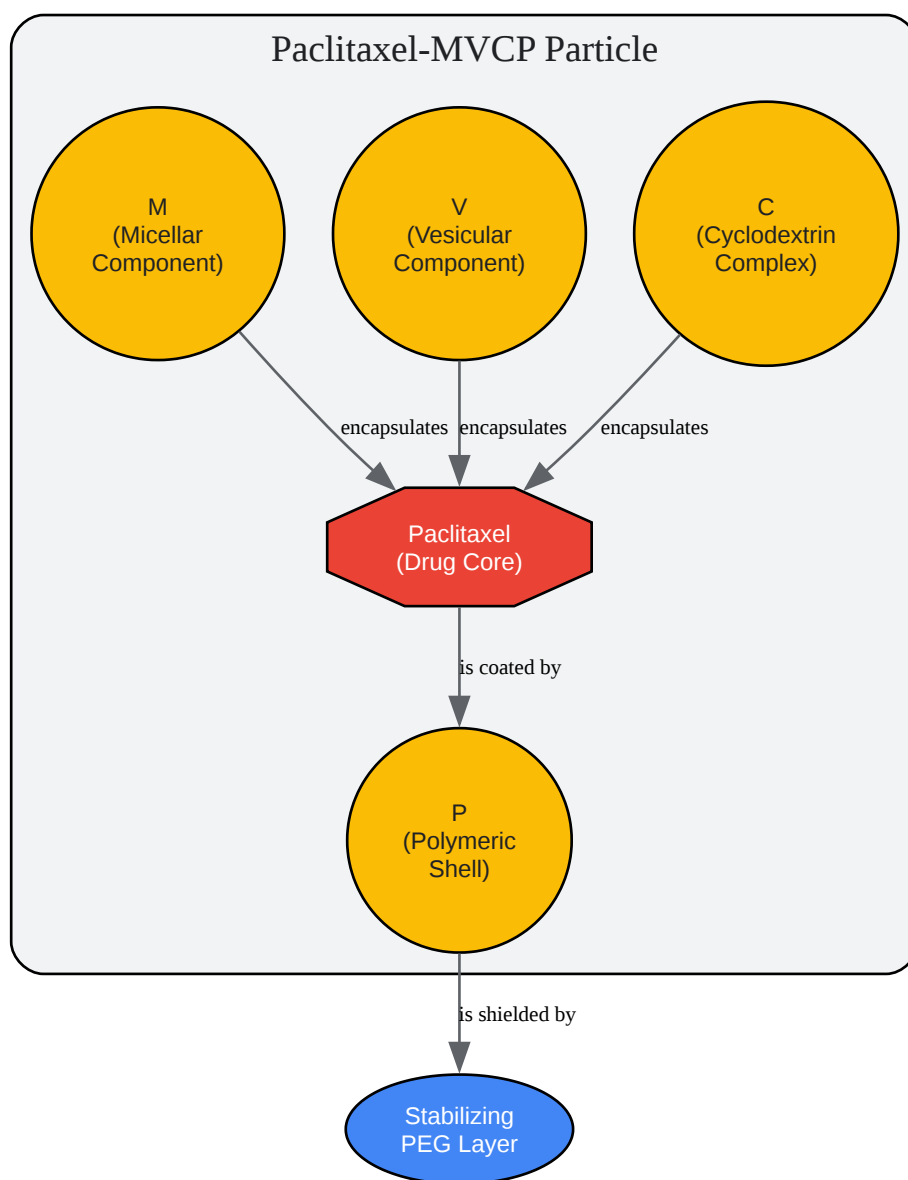 Paclitaxel-MVCP Particle
M
(Micellar
Component)
V
(Vesicular
Component)
C
(Cyclodextrin
Complex)
encapsulates
encapsulates
encapsulates
Paclitaxel
(Drug Core)
is coated by
P
(Polymeric
Shell)
is shielded by
Stabilizing
PEG Layer